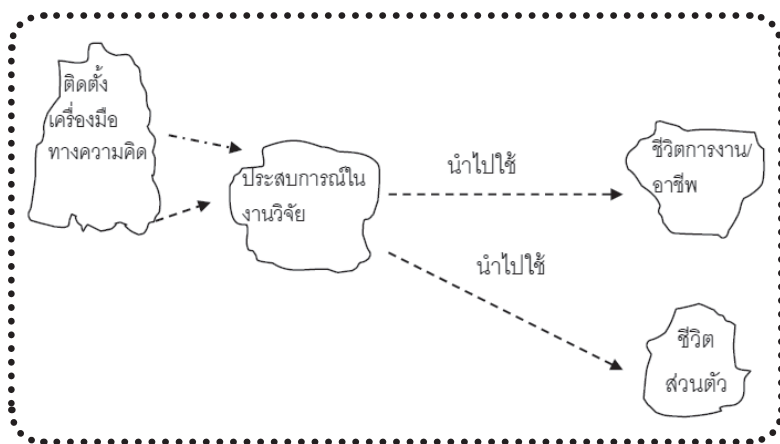 ติดตั้ง
เครื่องมือ
ทางความคิด
ประสบการณ์ใน
งานวิจัย
นำไปใช้
ชีวิตการงาน/
อาชีพ
นำไปใช้
ชีวิต
ส่วนตัว